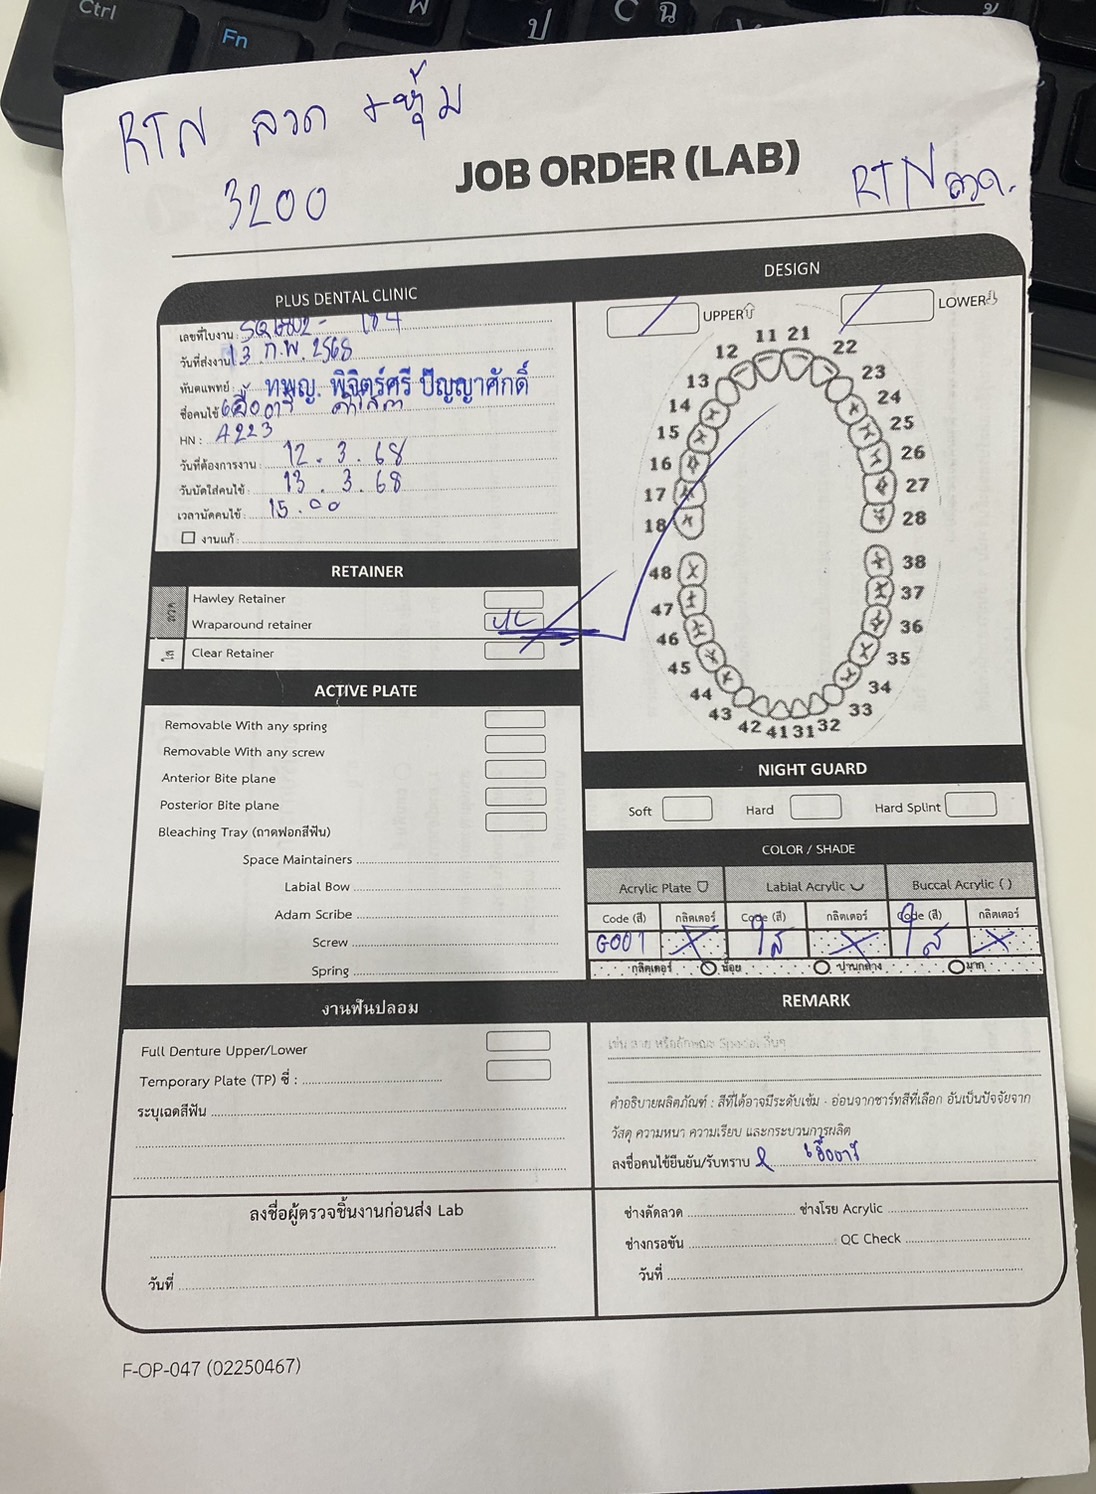 Ctrl
Fn
ป
C ฉ
RTN ลวด +หุ้ม
3200
JOB ORDER (LAB)
RTN ลวด.
PLUS DENTAL CLINIC
เลขที่ใบงาน :
วันที่ส่งงาน 13 ก.พ. 2568
ทันตแพทย์ : ทพญ. พิจิตร์ศรี ปัญญาศักดิ์
ชื่อคนไข้
HN : A223
วันที่ต้องการงาน : 12 . 3 . 68
วันนัดใส่คนไข้ : 13 . 3 . 68
เวลานัดคนไข้ : 15.00
งานแก้ :
DESIGN
UPPER
LOWER
11 21
12 22
13 23
14 24
15 25
16 26
17 27
18 28
48 38
47 37
46 36
45 35
44 34
43 33
42 41 31 32
RETAINER
ลวด
Hawley Retainer
Wraparound retainer UL
ใส
Clear Retainer
ACTIVE PLATE
Removable With any spring
Removable With any screw
Anterior Bite plane
Posterior Bite plane
Bleaching Tray (ถาดฟอกสีฟัน)
Space Maintainers
Labial Bow
Adam Scribe
Screw
Spring
NIGHT GUARD
Soft Hard Hard Splint
COLOR / SHADE
Acrylic Plate Labial Acrylic Buccal Acrylic ( )
Code (สี) กลิตเตอร์ Code (สี) กลิตเตอร์ Code (สี) กลิตเตอร์
G001 X ใส X ใส X
กลิตเตอร์ น้อย ปานกลาง มาก
งานฟันปลอม
Full Denture Upper/Lower
Temporary Plate (TP) ซี่ :
ระบุเฉดสีฟัน
REMARK
เช่น ลาย หรือลักษณะ อื่นๆ
คำอธิบายผลิตภัณฑ์ : สีที่ได้อาจมีระดับเข้ม - อ่อนจากชาร์ทสีที่เลือก อันเป็นปัจจัยจาก
วัสดุ ความหนา ความเรียบ และกระบวนการผลิต
ลงชื่อคนไข้ยืนยัน/รับทราบ
ลงชื่อผู้ตรวจชิ้นงานก่อนส่ง Lab
วันที่
ช่างดัดลวด ช่างโรย Acrylic
ช่างกรอขัน QC Check
วันที่
F-OP-047 (02250467)